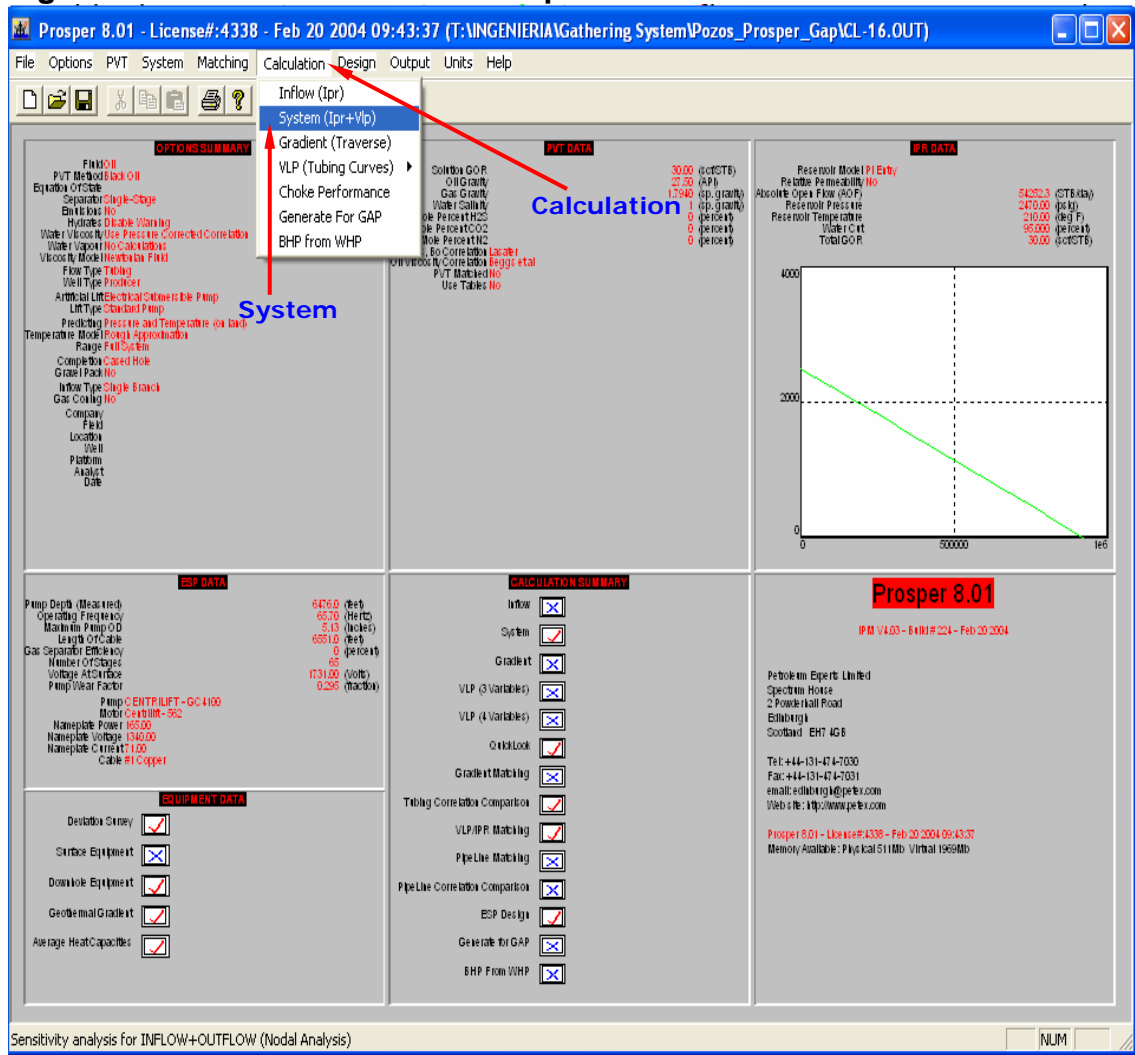 Prosper 8.01 - License#:4338 - Feb 20 2004 09:43:37 (T:\INGENIERIA\Gathering System\Pozos_Prosper_Gap\CL-16.OUT)
File Options PVT System Matching Calculation Design Output Units Help
Inflow (Ipr)
System (Ipr+Vlp)
Gradient (Traverse)
VLP (Tubing Curves)
Choke Performance
Generate For GAP
BHP from WHP
Calculation
System
OPTIONS SUMMARY
Fluid Oil
PVT Method Black Oil
Equation Of State
Separator Single-Stage
Emulsions No
Hydrates Disable Warning
Water Viscosity Use Pressure Corrected Correlation
Water Vapour No Calculations
Viscosity Model Newtonian Fluid
Flow Type Tubing
Well Type Producer
Artificial Lift Electrical Submersible Pump
Lift Type Standard Pump
Predicting Pressure and Temperature (on land)
Temperature Model Rough Approximation
Range Full System
Completion Cased Hole
Gravel Pack No
Inflow Type Single Branch
Gas Coning No
Company
Field
Location
Well
Platform
Analyst
Date
PVT DATA
Solution GOR 30.00 (scf/STB)
Oil Gravity 27.50 (API)
Gas Gravity 1.7940 (sp. gravity)
Water Salinity 1 (sp. gravity)
ole Percent H2S 0 (percent)
ole Percent CO2 0 (percent)
Mole Percent N2 0 (percent)
, Bo Correlation Lasater
Oil Viscosity Correlation Beggs et al
PVT Matched No
Use Tables No
IPR DATA
Reservoir Model PI Entry
Relative Permeability No
Absolute Open Flow (AOF) 54252.3 (STB/day)
Reservoir Pressure 2470.00 (psig)
Reservoir Temperature 210.00 (deg F)
Water Cut 95.000 (percent)
Total GOR 30.00 (scf/STB)
4000
2000
0
0 500000 1e6
ESP DATA
Pump Depth (Measured) 6476.0 (feet)
Operating Frequency 65.70 (Hertz)
Maximum Pump OD 5.13 (inches)
Length Of Cable 6551.0 (feet)
Gas Separator Efficiency 0 (percent)
Number Of Stages 65
Voltage At Surface 1731.00 (Volts)
Pump Wear Factor 0.295 (fraction)
Pump CENTRILIFT - GC4100
Motor Centrilift - 562
Nameplate Power 165.00
Nameplate Voltage 1340.00
Nameplate Current 71.00
Cable #1 Copper
EQUIPMENT DATA
Deviation Survey
Surface Equipment
Downhole Equipment
Geothermal Gradient
Average Heat Capacities
CALCULATION SUMMARY
Inflow
System
Gradient
VLP (3 Variables)
VLP (4 Variables)
QuickLook
Gradient Matching
Tubing Correlation Comparison
VLP/IPR Matching
PipeLine Matching
PipeLine Correlation Comparison
ESP Design
Generate for GAP
BHP From WHP
Prosper 8.01
IPM V4.03 - Build # 224 - Feb 20 2004
Petroleum Experts Limited
Spectrum House
2 Powderhall Road
Edinburgh
Scotland EH7 4GB
Tel: +44-131-474-7030
Fax: +44-131-474-7031
email: edinburgh@petex.com
Web site: http://www.petex.com
Prosper 8.01 - License#:4338 - Feb 20 2004 09:43:37
Memory Available: Physical 511Mb Virtual 1969Mb
Sensitivity analysis for INFLOW+OUTFLOW (Nodal Analysis)
NUM